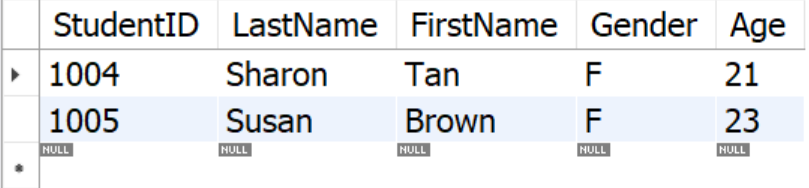 StudentID LastName FirstName Gender Age
1004 Sharon Tan F 21
1005 Susan Brown F 23
NULL NULL NULL NULL NULL